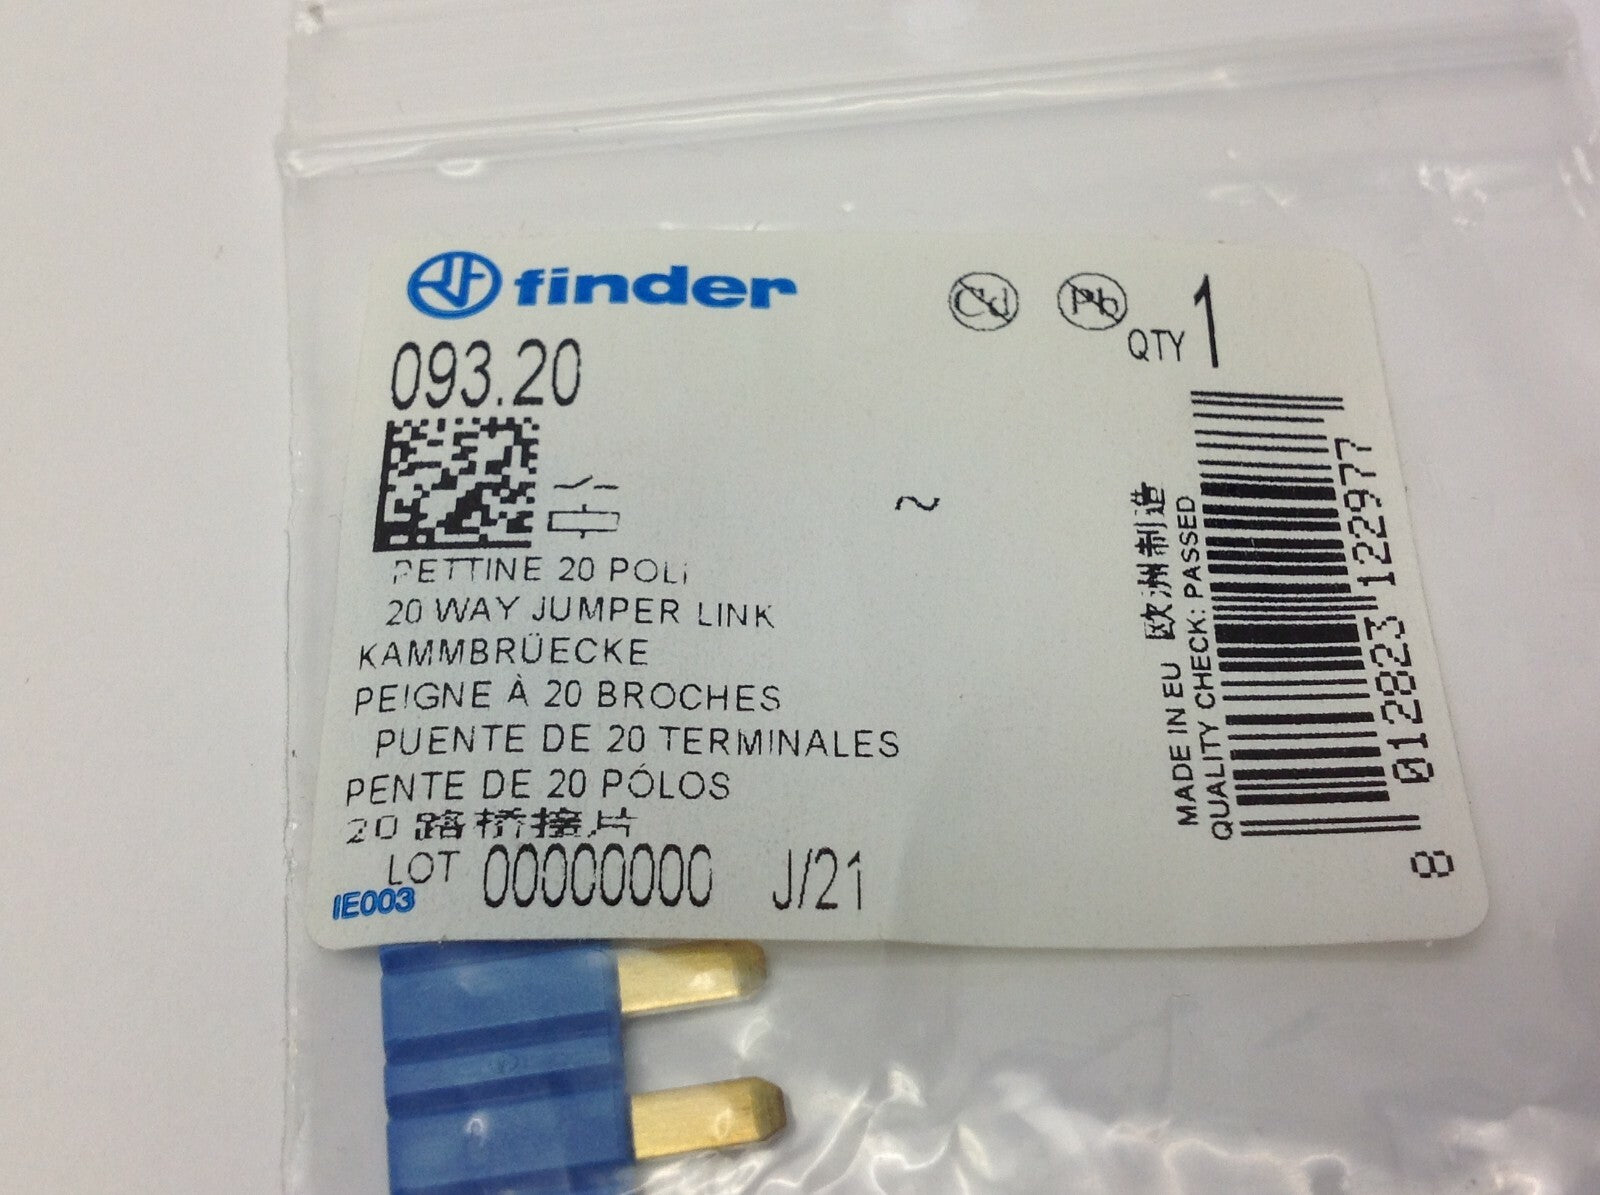 finder
Cd Pb
QTY 1
093.20
~
PETTINE 20 POLI
20 WAY JUMPER LINK
KAMMBRÜECKE
PEIGNE À 20 BROCHES
PUENTE DE 20 TERMINALES
PENTE DE 20 PÓLOS
20 路桥接片
LOT 00000000 J/21
IE003
MADE IN EU 欧洲制造
QUALITY CHECK: PASSED
8 012823 122977